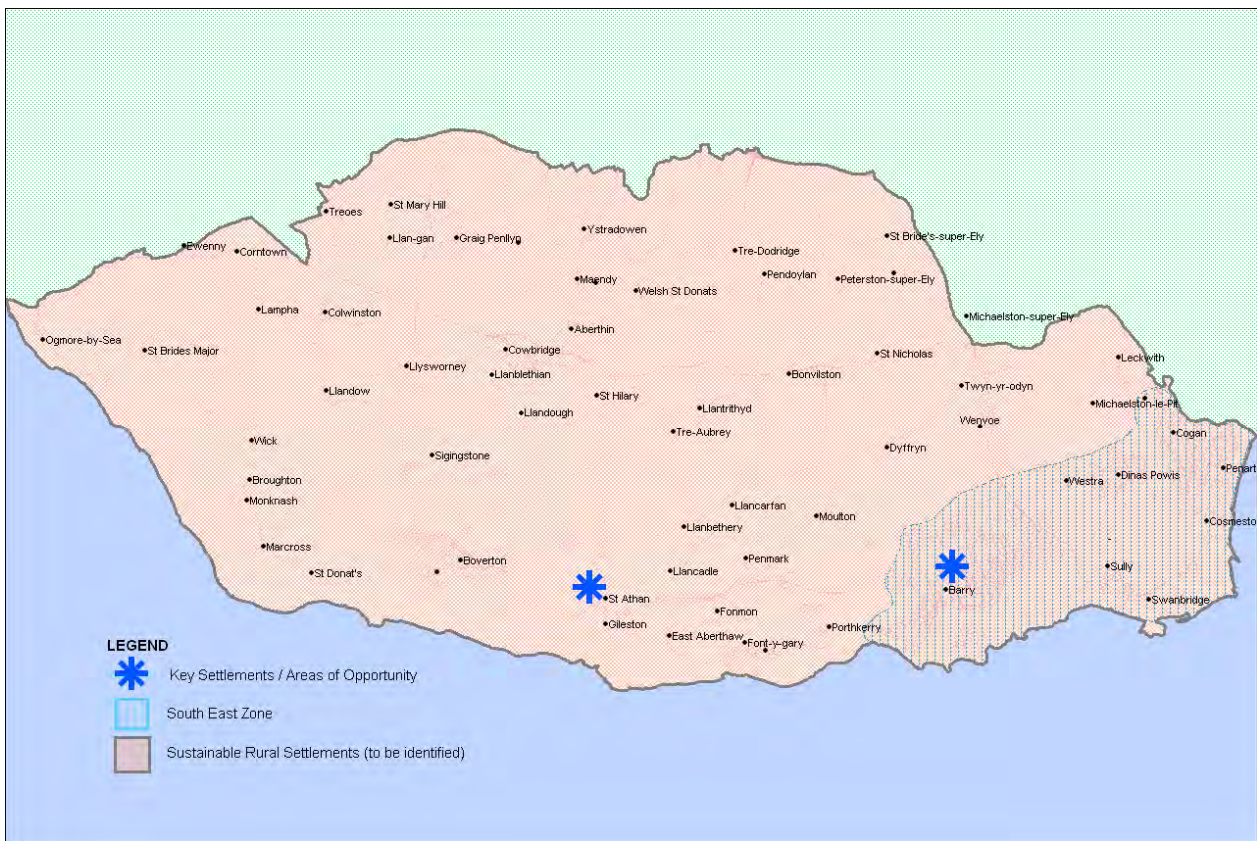 St Mary Hill
Treoes
Ystradowen
St Bride's-super-Ely
Llan-gan
Graig Penllyn
Ewenny
Corntown
Tre-Dodridge
Pendoylan
Maendy
Peterston-super-Ely
Welsh St Donats
Lampha
Colwinston
Michaelston-super-Ely
Aberthin
Ogmore-by-Sea
St Brides Major
Cowbridge
St Nicholas
Leckwith
Llysworney
Llanblethian
Bonvilston
Twyn-yr-odyn
Llandow
St Hilary
Michaelston-le-Pit
Llantrithyd
Llandough
Wenvoe
Tre-Aubrey
Cogan
Wick
Dyffryn
Sigingstone
Penart
Dinas Powis
Broughton
Westra
Monknash
Llancarfan
Moulton
Cosmesto
Llanbethery
Marcross
Penmark
Boverton
Sully
St Donat's
Llancadle
Barry
St Athan
Swanbridge
Fonmon
Gileston
Porthkerry
East Aberthaw
Font-y-gary
LEGEND
Key Settlements / Areas of Opportunity
South East Zone
Sustainable Rural Settlements (to be identified)